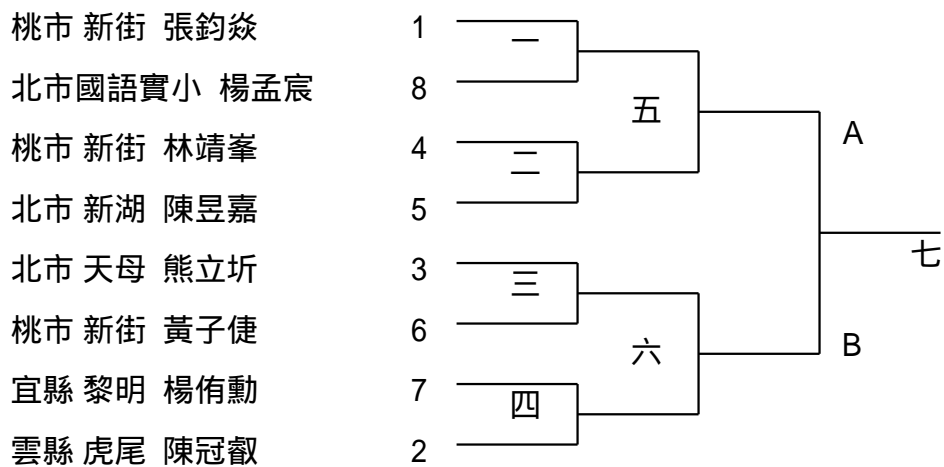 桃市 新街 張鈞焱 1
一
北市國語實小 楊孟宸 8
五
A
桃市 新街 林靖峯 4
二
北市 新湖 陳昱嘉 5
七
北市 天母 熊立圻 3
三
桃市 新街 黃子倢 6
六
B
宜縣 黎明 楊侑勳 7
四
雲縣 虎尾 陳冠叡 2